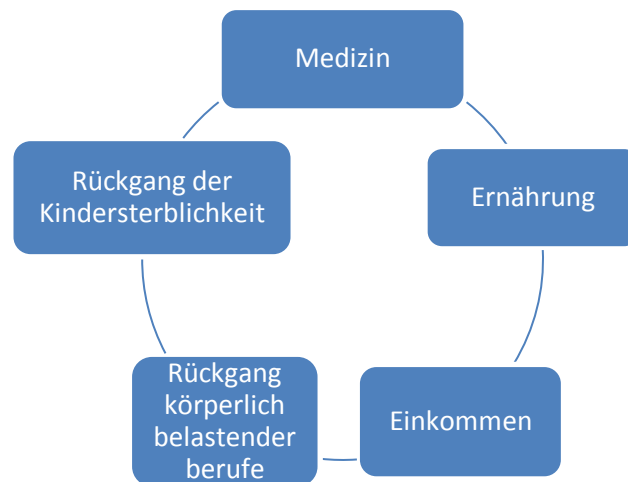 Medizin
Rückgang der
Kindersterblichkeit
Ernährung
Rückgang
körperlich
belastender
berufe
Einkommen